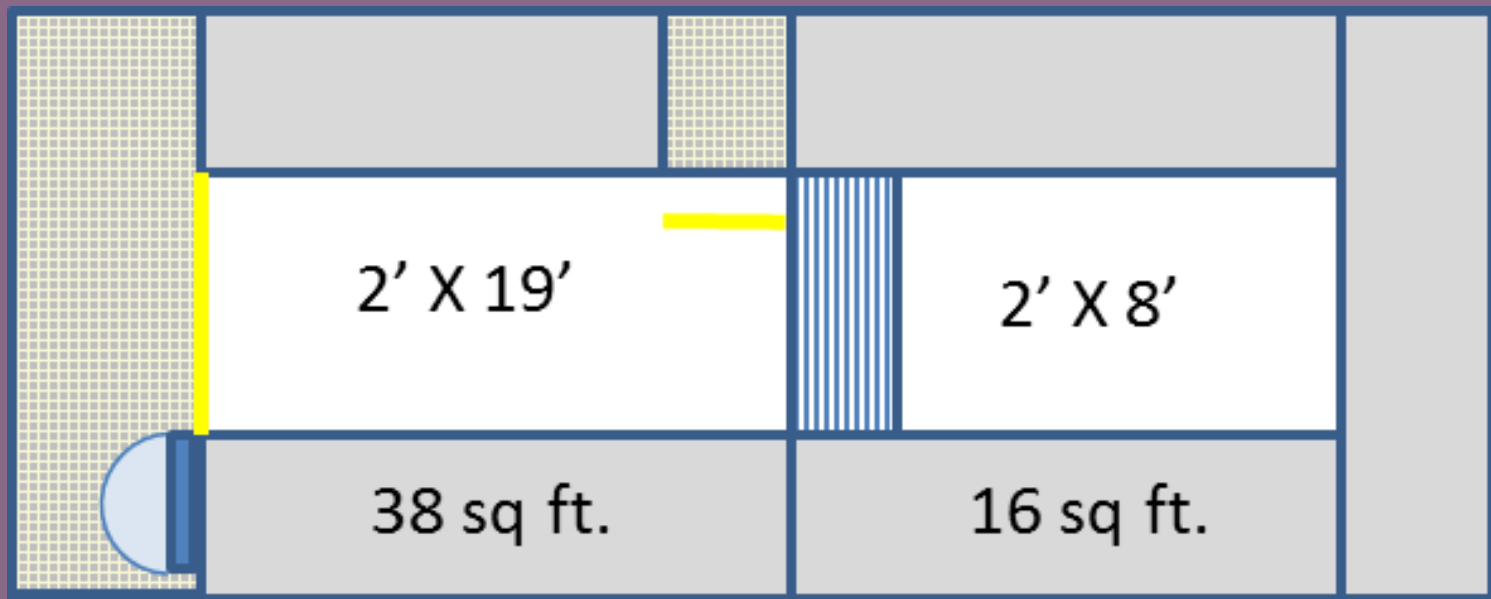 2’ X 19’
2’ X 8’
38 sq ft.
16 sq ft.